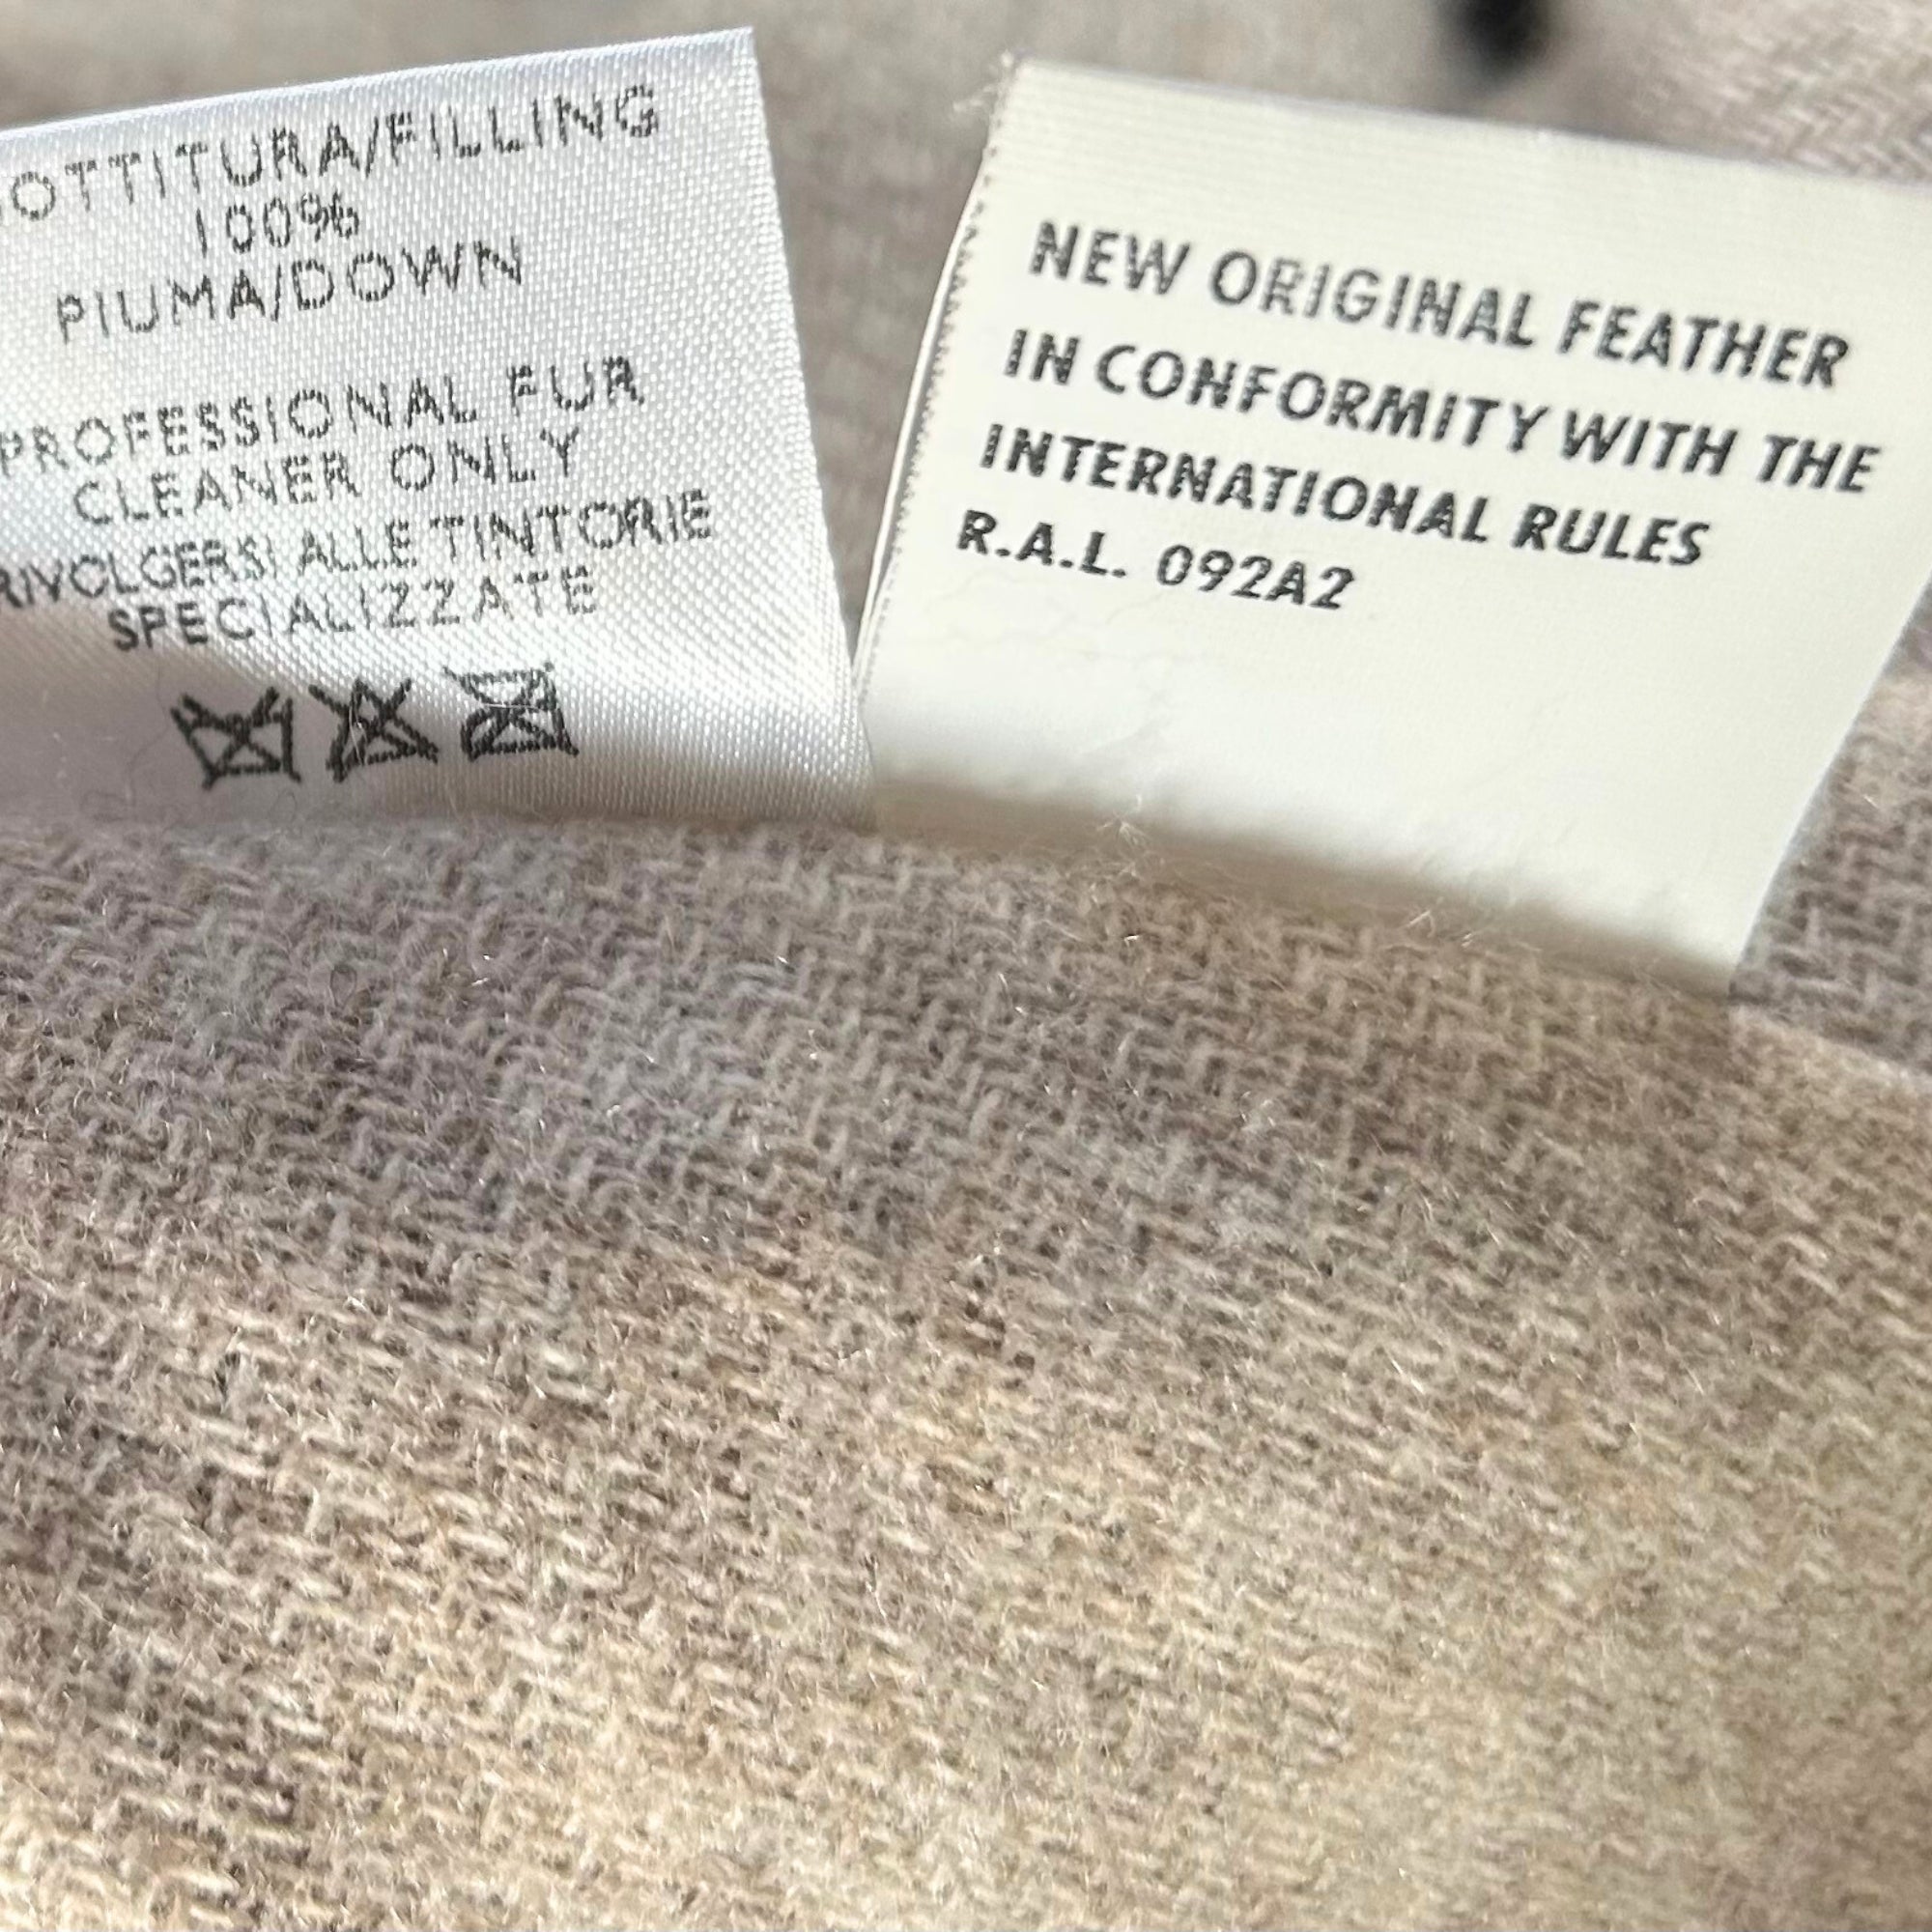 OTTITURA/FILLING
100%
PIUMA/DOWN
PROFESSIONAL FUR
CLEANER ONLY
RIVOLGERSI ALLE TINTORIE
SPECIALIZZATE
NEW ORIGINAL FEATHER
IN CONFORMITY WITH THE
INTERNATIONAL RULES
R.A.L. 092A2